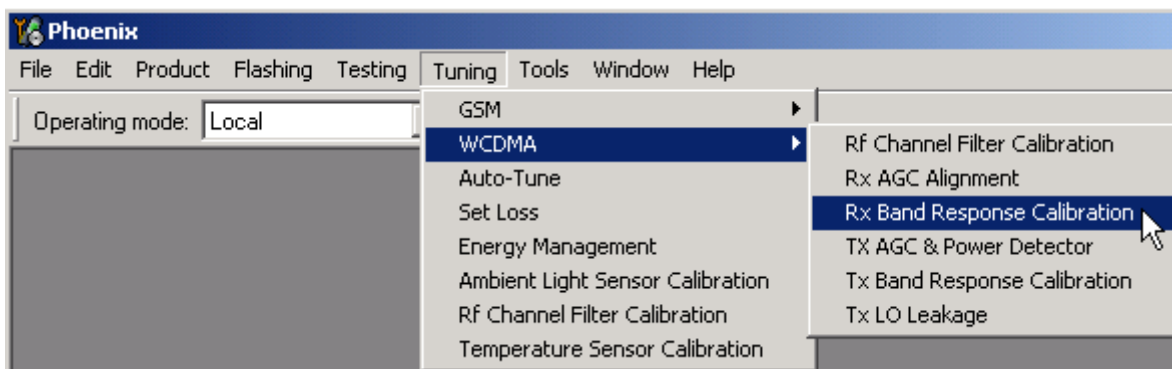 Phoenix
File Edit Product Flashing Testing Tuning Tools Window Help
Operating mode: Local
GSM
WCDMA
Auto-Tune
Set Loss
Energy Management
Ambient Light Sensor Calibration
Rf Channel Filter Calibration
Temperature Sensor Calibration
Rf Channel Filter Calibration
Rx AGC Alignment
Rx Band Response Calibration
TX AGC & Power Detector
Tx Band Response Calibration
Tx LO Leakage